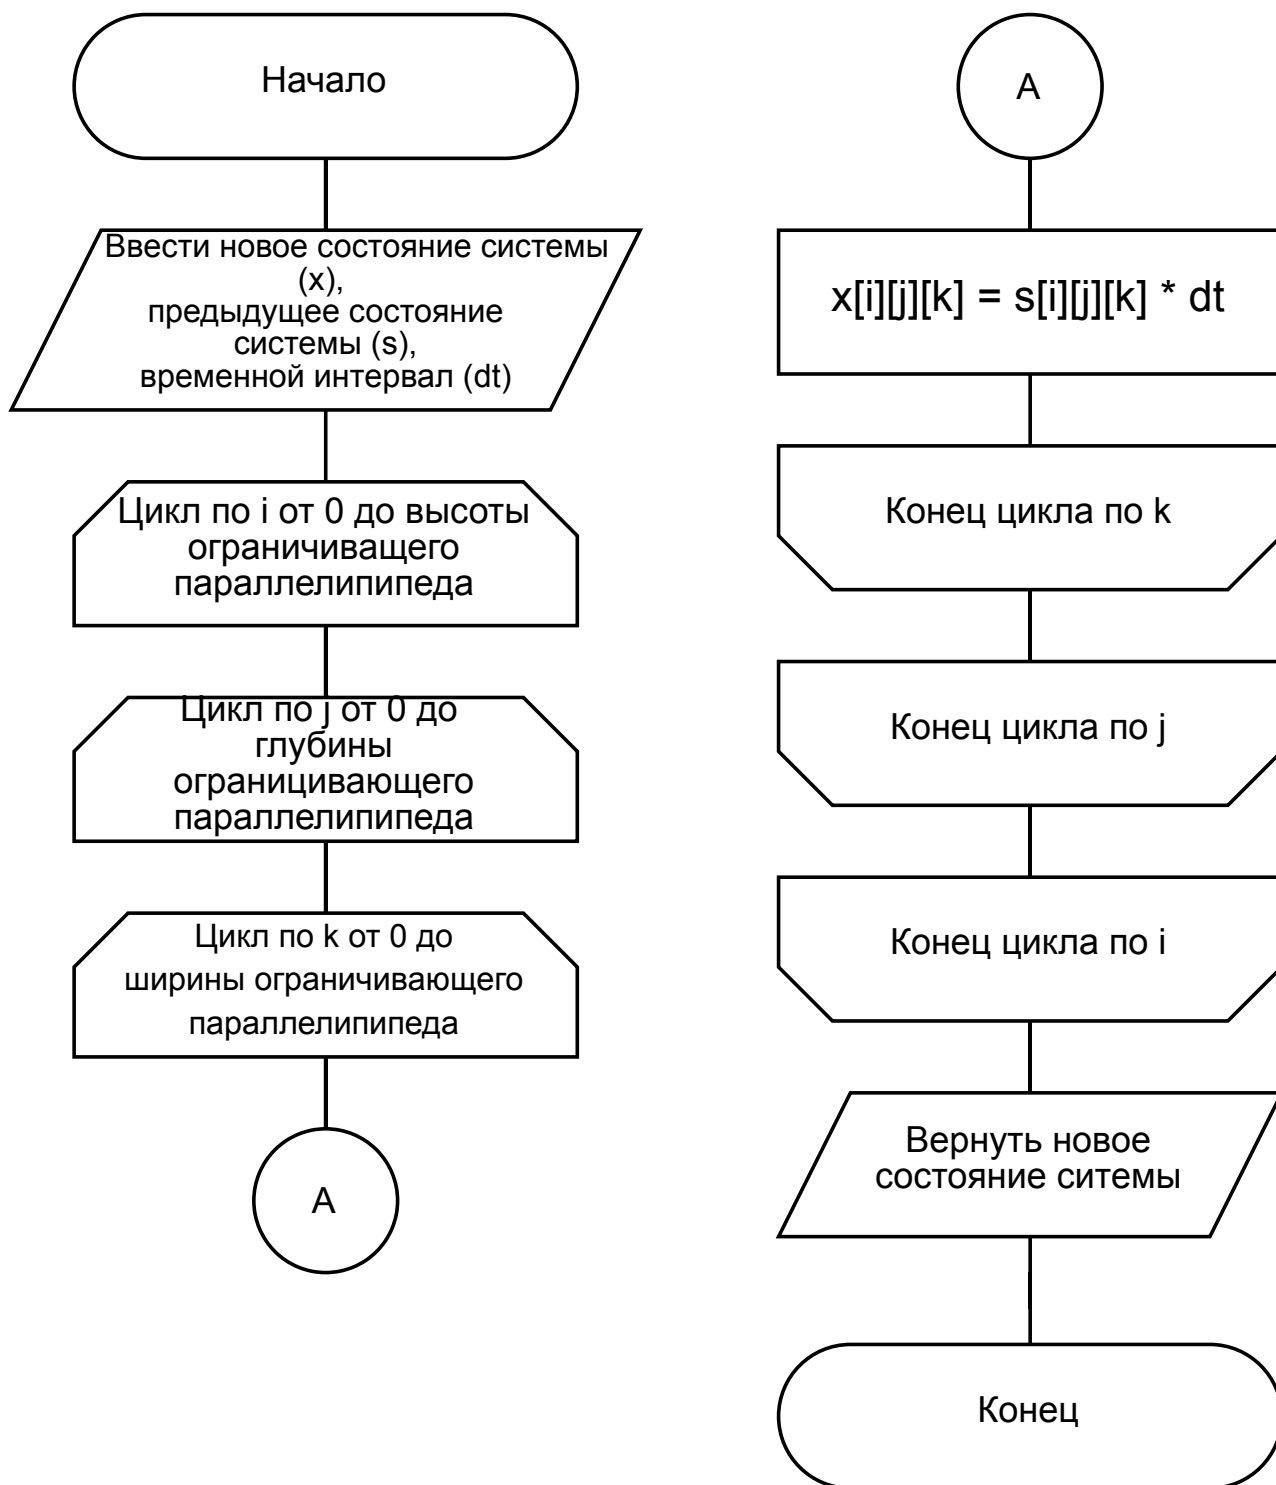 Начало
Ввести новое состояние системы
(x),
предыдущее состояние
системы (s),
временной интервал (dt)
Цикл по i от 0 до высоты
ограничиващего
параллелипипеда
Цикл по j от 0 до
глубины
ограницивающего
параллелипипеда
Цикл по k от 0 до
ширины ограничивающего
параллелипипеда
А
А
x[i][j][k] = s[i][j][k] * dt
Конец цикла по k
Конец цикла по j
Конец цикла по i
Вернуть новое
состояние ситемы
Конец